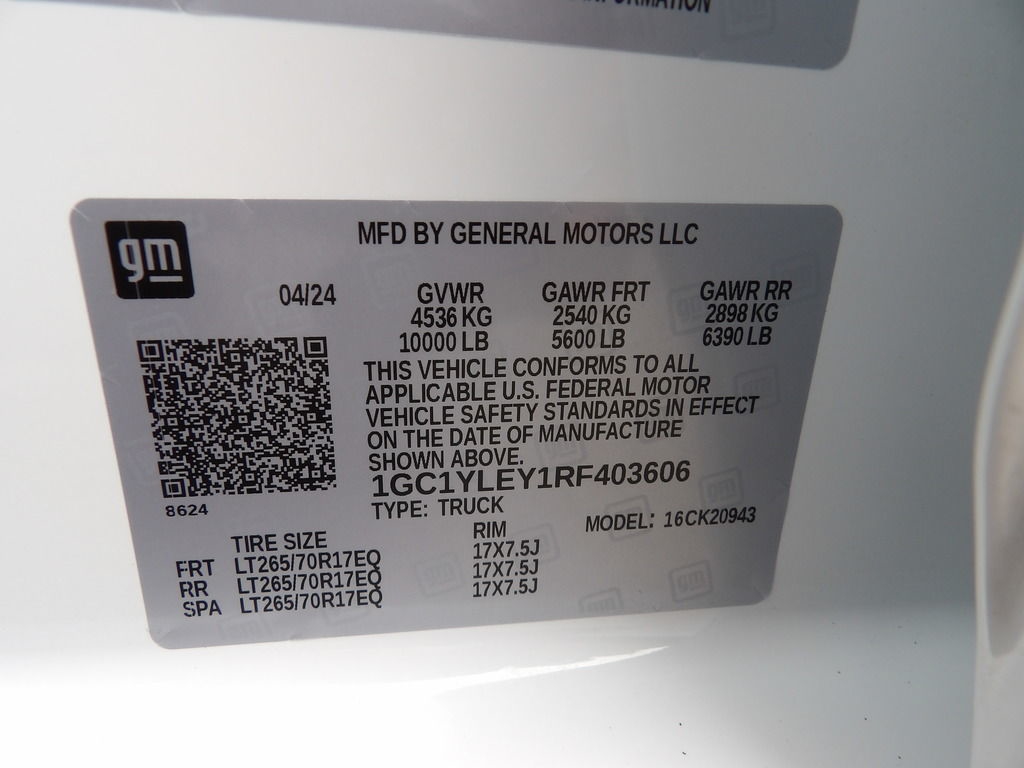 INFORMATION
gm
MFD BY GENERAL MOTORS LLC
04/24 GVWR GAWR FRT GAWR RR
4536 KG 2540 KG 2898 KG
10000 LB 5600 LB 6390 LB
THIS VEHICLE CONFORMS TO ALL
APPLICABLE U.S. FEDERAL MOTOR
VEHICLE SAFETY STANDARDS IN EFFECT
ON THE DATE OF MANUFACTURE
SHOWN ABOVE.
1GC1YLEY1RF403606
8624
TYPE: TRUCK
MODEL: 16CK20943
TIRE SIZE RIM
FRT LT265/70R17EQ 17X7.5J
RR LT265/70R17EQ 17X7.5J
SPA LT265/70R17EQ 17X7.5J